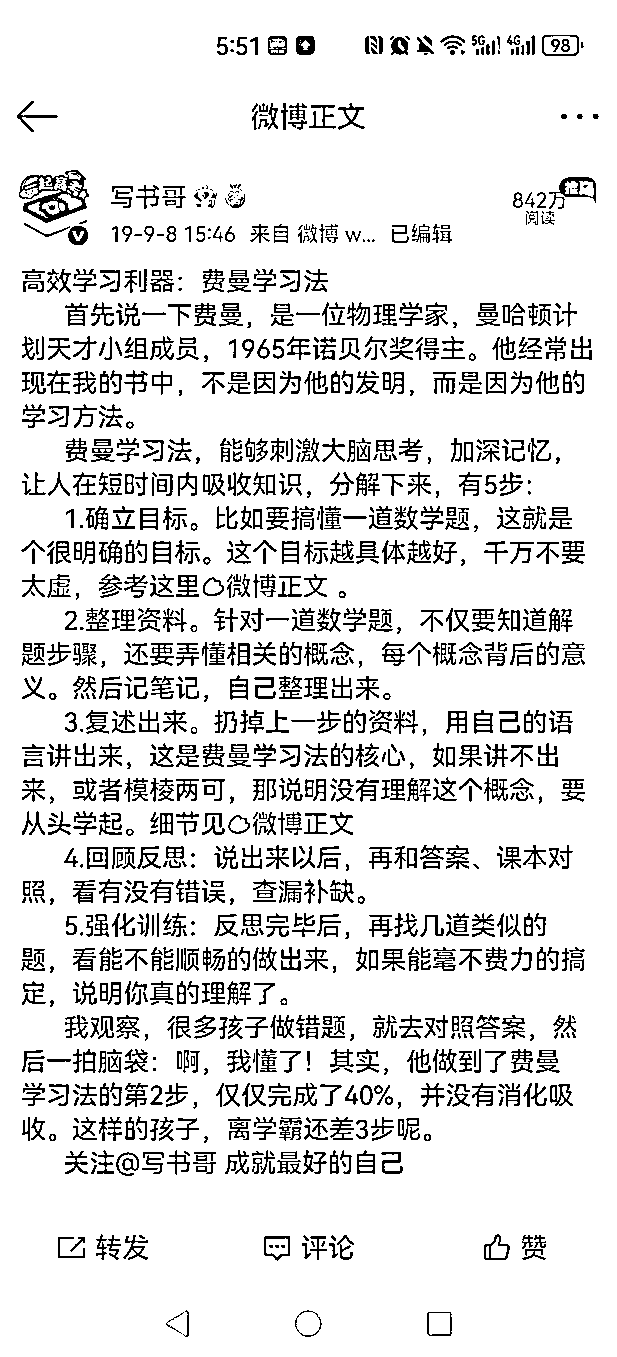 5:51 5G 4G 98
微博正文
写书哥
842万
阅读
19-9-8 15:46 来自 微博 w... 已编辑
高效学习利器：费曼学习法
首先说一下费曼，是一位物理学家，曼哈顿计
划天才小组成员，1965年诺贝尔奖得主。他经常出
现在我的书中，不是因为他的发明，而是因为他的
学习方法。
费曼学习法，能够刺激大脑思考，加深记忆，
让人在短时间内吸收知识，分解下来，有5步：
1.确立目标。比如要搞懂一道数学题，这就是
个很明确的目标。这个目标越具体越好，千万不要
太虚，参考这里微博正文 。
2.整理资料。针对一道数学题，不仅要知道解
题步骤，还要弄懂相关的概念，每个概念背后的意
义。然后记笔记，自己整理出来。
3.复述出来。扔掉上一步的资料，用自己的语
言讲出来，这是费曼学习法的核心，如果讲不出
来，或者模棱两可，那说明没有理解这个概念，要
从头学起。细节见微博正文
4.回顾反思：说出来以后，再和答案、课本对
照，看有没有错误，查漏补缺。
5.强化训练：反思完毕后，再找几道类似的
题，看能不能顺畅的做出来，如果能毫不费力的搞
定，说明你真的理解了。
我观察，很多孩子做错题，就去对照答案，然
后一拍脑袋：啊，我懂了！其实，他做到了费曼
学习法的第2步，仅仅完成了40%，并没有消化吸
收。这样的孩子，离学霸还差3步呢。
关注@写书哥 成就最好的自己
转发 评论 赞